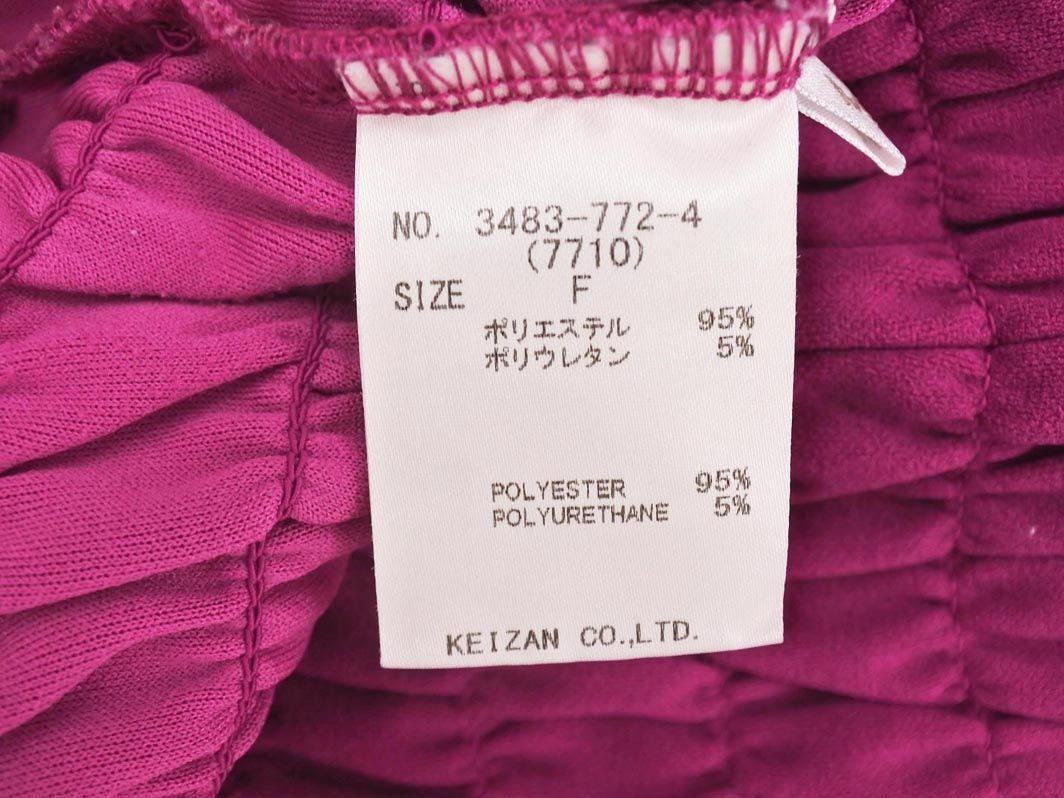 NO. 3483-772-4
(7710)
SIZE F
ポリエステル 95%
ポリウレタン 5%
POLYESTER 95%
POLYURETHANE 5%
KEIZAN CO.,LTD.